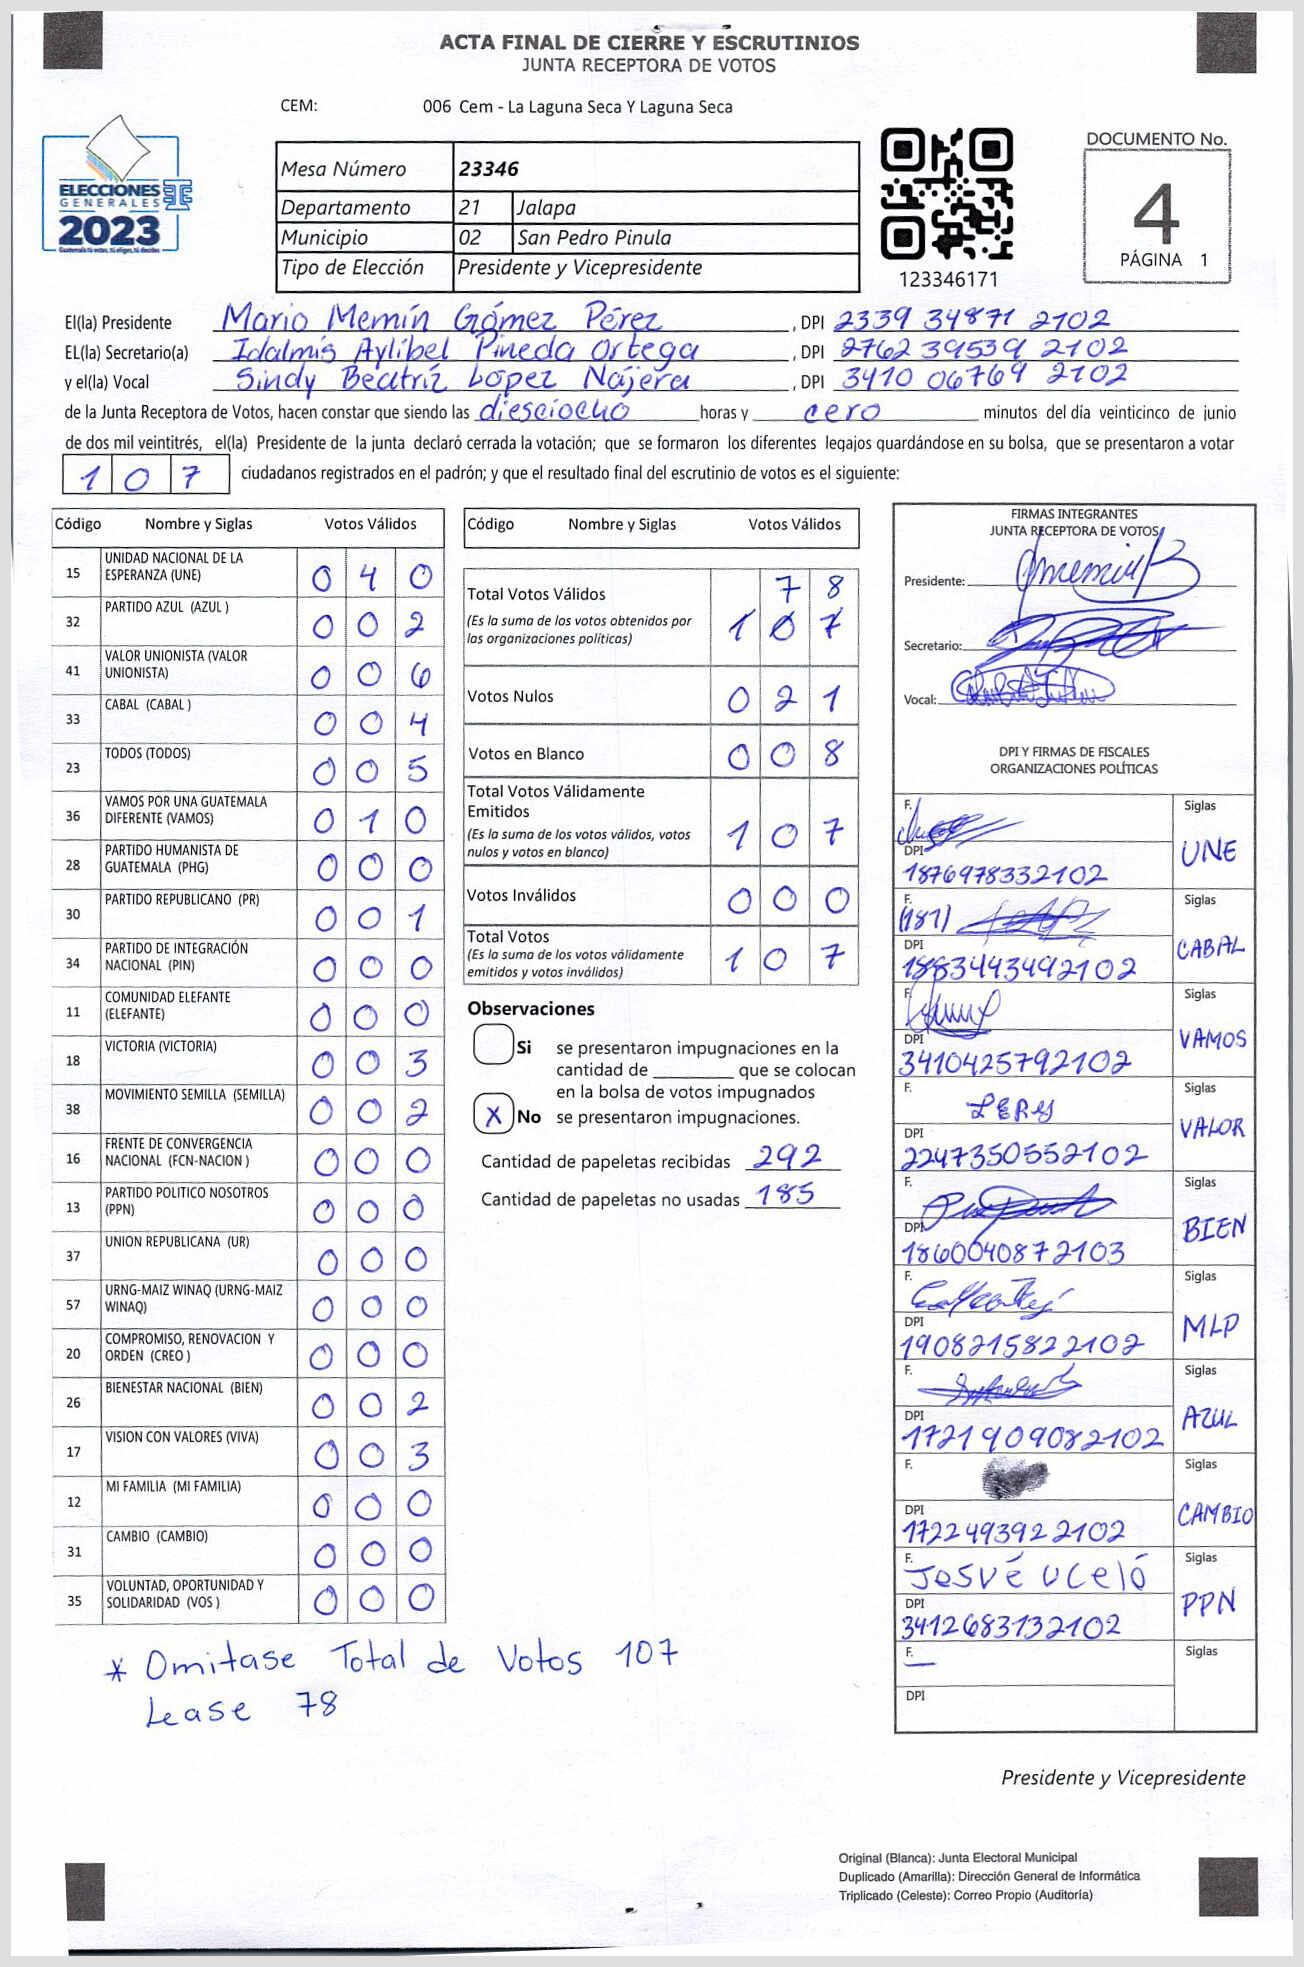 ACTA FINAL DE CIERRE Y ESCRUTINIOS
JUNTA RECEPTORA DE VOTOS
CEM: 006 Cem - La Laguna Seca Y Laguna Seca
ELECCIONES
GENERALES
2023
Mesa Número 23346
Departamento 21 Jalapa
Municipio 02 San Pedro Pinula
Tipo de Elección Presidente y Vicepresidente
123346171
DOCUMENTO No.
4
PÁGINA 1
El(la) Presidente Mario Memín Gómez Pérez, DPI 2339 34871 2102
EL(la) Secretario(a) Idalmis Aylibel Pineda Ortega, DPI 2762 39539 2102
y el(la) Vocal Sindy Beatríz López Nájera, DPI 3410 06769 2102
de la Junta Receptora de Votos, hacen constar que siendo las diesciocho horas y cero minutos del día veinticinco de junio
de dos mil veintitrés, el(la) Presidente de la junta declaró cerrada la votación; que se formaron los diferentes legajos guardándose en su bolsa, que se presentaron a votar
107 ciudadanos registrados en el padrón; y que el resultado final del escrutinio de votos es el siguiente:
Código Nombre y Siglas Votos Válidos
15 UNIDAD NACIONAL DE LA
ESPERANZA (UNE) 0 4 0
32 PARTIDO AZUL (AZUL ) 0 0 2
41 VALOR UNIONISTA (VALOR
UNIONISTA) 0 0 6
33 CABAL (CABAL ) 0 0 4
23 TODOS (TODOS) 0 0 5
36 VAMOS POR UNA GUATEMALA
DIFERENTE (VAMOS) 0 1 0
28 PARTIDO HUMANISTA DE
GUATEMALA (PHG) 0 0 0
30 PARTIDO REPUBLICANO (PR) 0 0 1
34 PARTIDO DE INTEGRACIÓN
NACIONAL (PIN) 0 0 0
11 COMUNIDAD ELEFANTE
(ELEFANTE) 0 0 0
18 VICTORIA (VICTORIA) 0 0 3
38 MOVIMIENTO SEMILLA (SEMILLA) 0 0 2
16 FRENTE DE CONVERGENCIA
NACIONAL (FCN-NACION ) 0 0 0
13 PARTIDO POLITICO NOSOTROS
(PPN) 0 0 0
37 UNION REPUBLICANA (UR) 0 0 0
57 URNG-MAIZ WINAQ (URNG-MAIZ
WINAQ) 0 0 0
20 COMPROMISO, RENOVACION Y
ORDEN (CREO ) 0 0 0
26 BIENESTAR NACIONAL (BIEN) 0 0 2
17 VISION CON VALORES (VIVA) 0 0 3
12 MI FAMILIA (MI FAMILIA) 0 0 0
31 CAMBIO (CAMBIO) 0 0 0
35 VOLUNTAD, OPORTUNIDAD Y
SOLIDARIDAD (VOS ) 0 0 0
* Omitase Total de Votos 107
Lease 78
Código Nombre y Siglas Votos Válidos
Total Votos Válidos 7 8
(Es la suma de los votos obtenidos por
las organizaciones políticas) 1 0 7
Votos Nulos 0 2 1
Votos en Blanco 0 0 8
Total Votos Válidamente
Emitidos
(Es la suma de los votos válidos, votos
nulos y votos en blanco) 1 0 7
Votos Inválidos 0 0 0
Total Votos
(Es la suma de los votos válidamente
emitidos y votos inválidos) 1 0 7
Observaciones
Si se presentaron impugnaciones en la
cantidad de ________ que se colocan
en la bolsa de votos impugnados
X No se presentaron impugnaciones.
Cantidad de papeletas recibidas 292
Cantidad de papeletas no usadas 185
FIRMAS INTEGRANTES
JUNTA RECEPTORA DE VOTOS
Presidente:
Secretario:
Vocal:
DPI Y FIRMAS DE FISCALES
ORGANIZACIONES POLÍTICAS
F. Siglas
DPI UNE
1876978332102
F. Siglas
(181)
DPI CABAL
1883449492102
F. Siglas
DPI VAMOS
3410425792102
F. Siglas
DPI VALOR
2247350552102
F. Siglas
DPI BIEN
1860040872103
F. Siglas
DPI MLP
1908215822102
F. Siglas
DPI AZUL
1721909082102
F. Siglas
DPI CAMBIO
1722493922102
F. Siglas
Josué Uceló
DPI PPN
3412683132102
F. Siglas
DPI
Presidente y Vicepresidente
Original (Blanca): Junta Electoral Municipal
Duplicado (Amarilla): Dirección General de Informática
Triplicado (Celeste): Correo Propio (Auditoría)